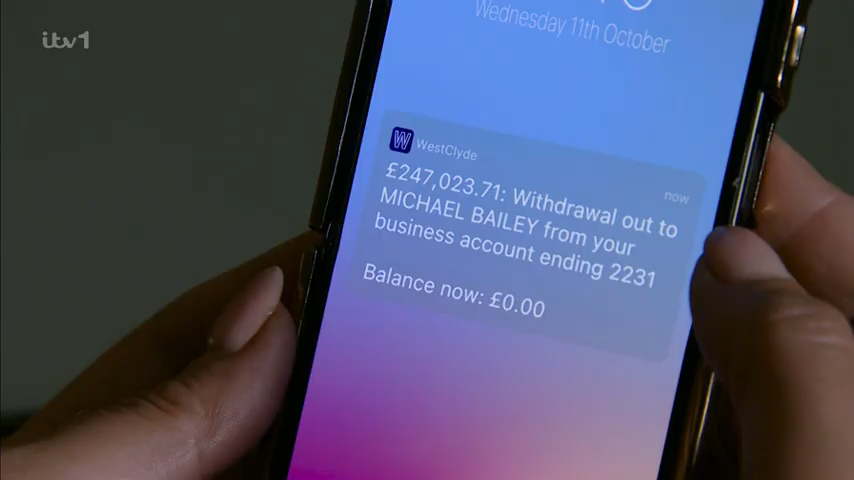 itv1
Wednesday 11th October
WestClyde
now
£247,023.71: Withdrawal out to
MICHAEL BAILEY from your
business account ending 2231
Balance now: £0.00